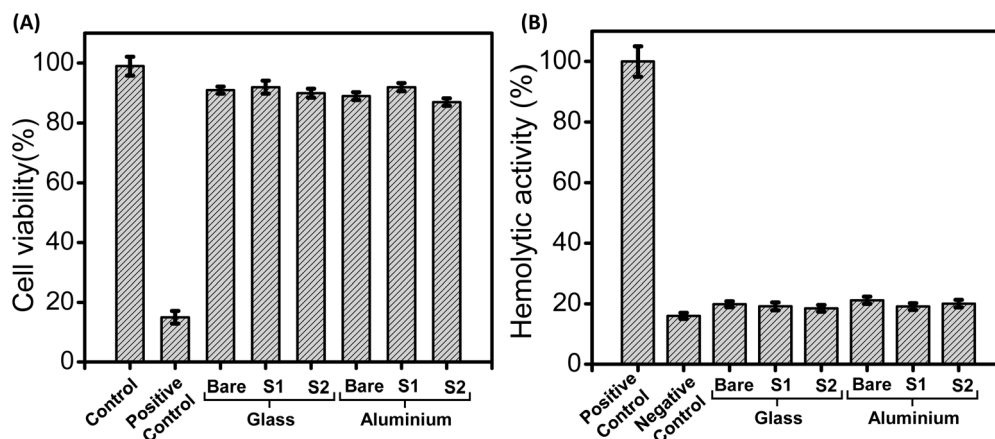 (A)
Cell viability(%)
100
80
60
40
20
0
Control
Positive
Control
Bare
S1
S2
Glass
Bare
S1
S2
Aluminium
(B)
Hemolytic activity (%)
100
80
60
40
20
0
Positive
Control
Negative
Control
Bare
S1
S2
Glass
Bare
S1
S2
Aluminium